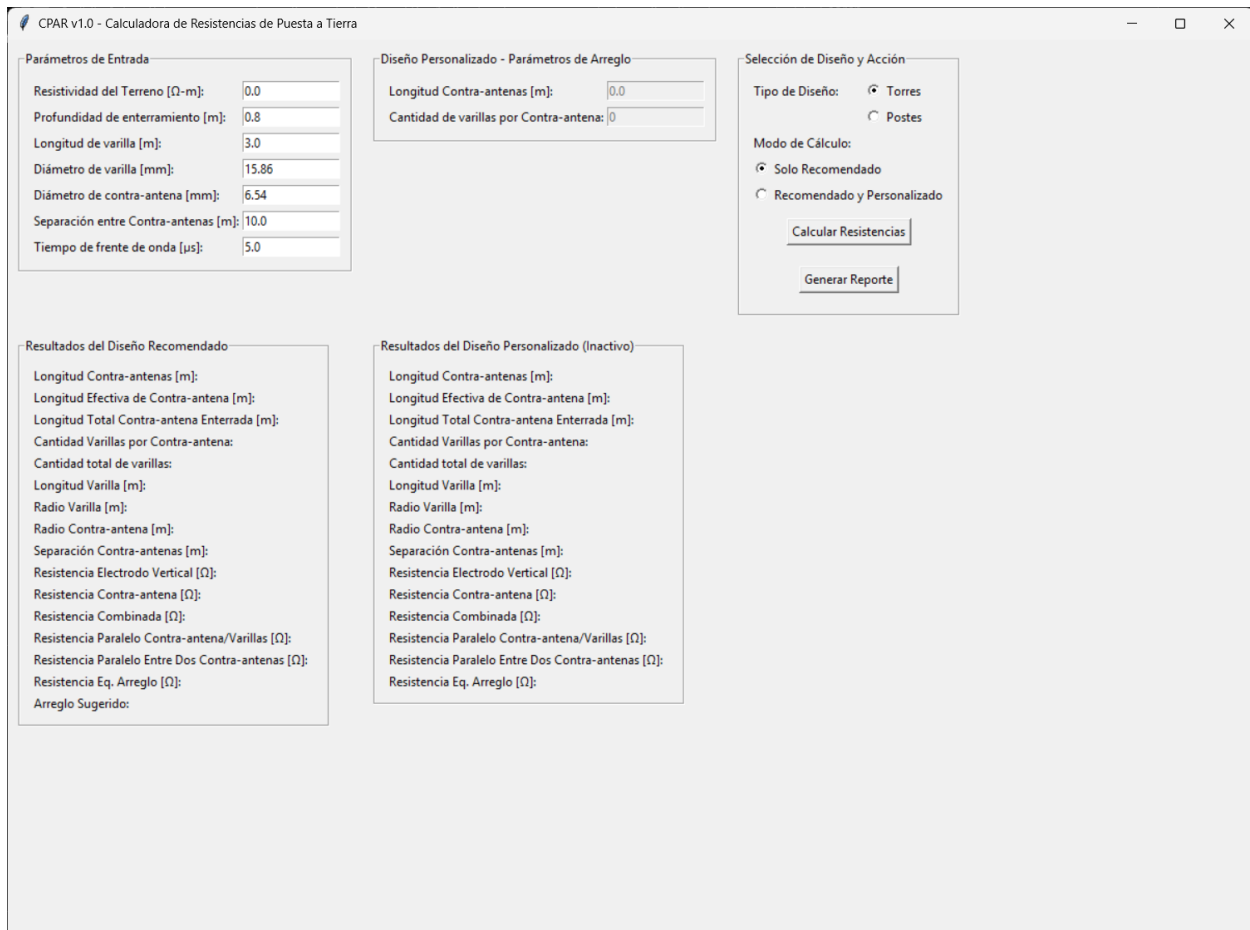 CPAR v1.0 - Calculadora de Resistencias de Puesta a Tierra
Parámetros de Entrada
Resistividad del Terreno [Ω-m]: 0.0
Profundidad de enterramiento [m]: 0.8
Longitud de varilla [m]: 3.0
Diámetro de varilla [mm]: 15.86
Diámetro de contra-antena [mm]: 6.54
Separación entre Contra-antenas [m]: 10.0
Tiempo de frente de onda [µs]: 5.0
Diseño Personalizado - Parámetros de Arreglo
Longitud Contra-antenas [m]: 0.0
Cantidad de varillas por Contra-antena: 0
Selección de Diseño y Acción
Tipo de Diseño: Torres
Postes
Modo de Cálculo:
Solo Recomendado
Recomendado y Personalizado
Calcular Resistencias
Generar Reporte
Resultados del Diseño Recomendado
Longitud Contra-antenas [m]:
Longitud Efectiva de Contra-antena [m]:
Longitud Total Contra-antena Enterrada [m]:
Cantidad Varillas por Contra-antena:
Cantidad total de varillas:
Longitud Varilla [m]:
Radio Varilla [m]:
Radio Contra-antena [m]:
Separación Contra-antenas [m]:
Resistencia Electrodo Vertical [Ω]:
Resistencia Contra-antena [Ω]:
Resistencia Combinada [Ω]:
Resistencia Paralelo Contra-antena/Varillas [Ω]:
Resistencia Paralelo Entre Dos Contra-antenas [Ω]:
Resistencia Eq. Arreglo [Ω]:
Arreglo Sugerido:
Resultados del Diseño Personalizado (Inactivo)
Longitud Contra-antenas [m]:
Longitud Efectiva de Contra-antena [m]:
Longitud Total Contra-antena Enterrada [m]:
Cantidad Varillas por Contra-antena:
Cantidad total de varillas:
Longitud Varilla [m]:
Radio Varilla [m]:
Radio Contra-antena [m]:
Separación Contra-antenas [m]:
Resistencia Electrodo Vertical [Ω]:
Resistencia Contra-antena [Ω]:
Resistencia Combinada [Ω]:
Resistencia Paralelo Contra-antena/Varillas [Ω]:
Resistencia Paralelo Entre Dos Contra-antenas [Ω]:
Resistencia Eq. Arreglo [Ω]: